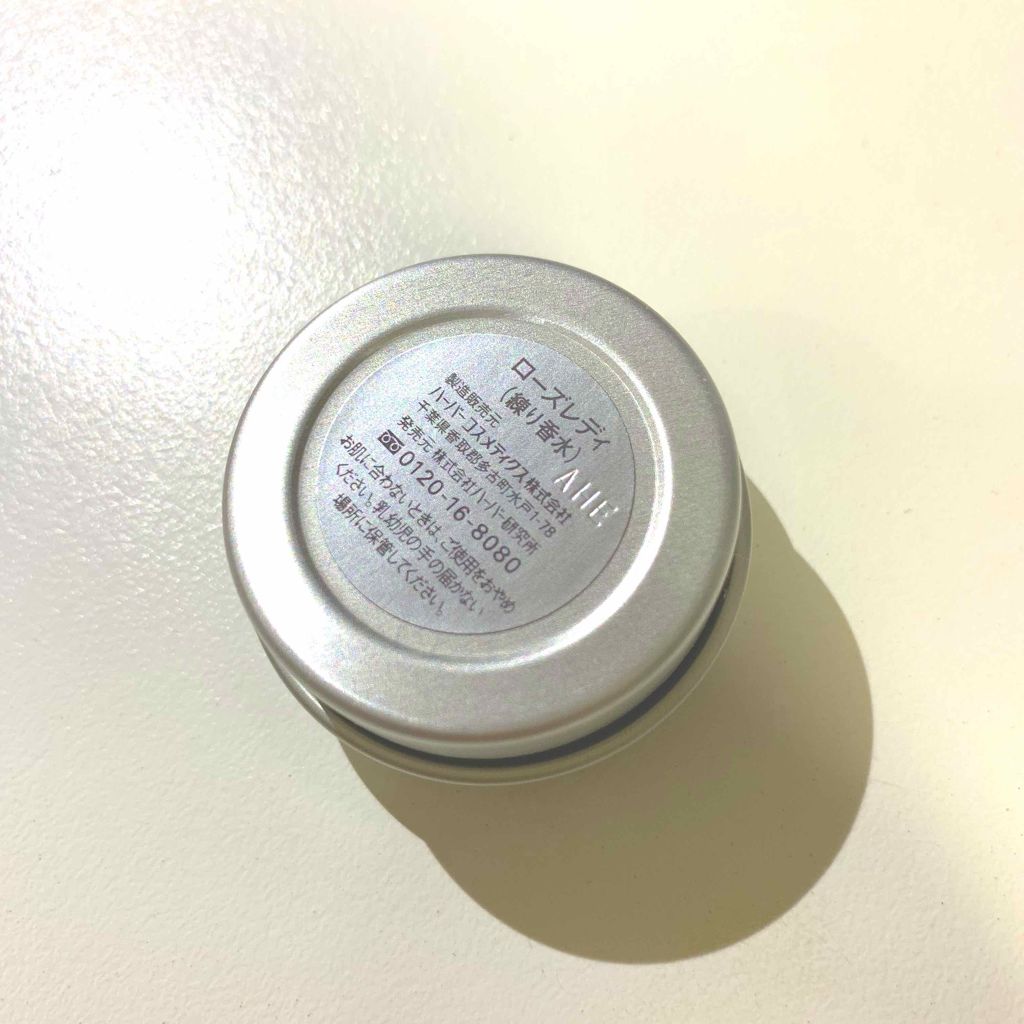 ローズレディ
（練り香水）
製造販売元
ハーバーコスメティクス株式会社
千葉県香取郡多古町水戸1-78
発売元 株式会社ハーバー研究所
0120-16-8080
お肌に合わないときは、ご使用をおやめ
ください。乳幼児の手の届かない
場所に保管してください。
AHE